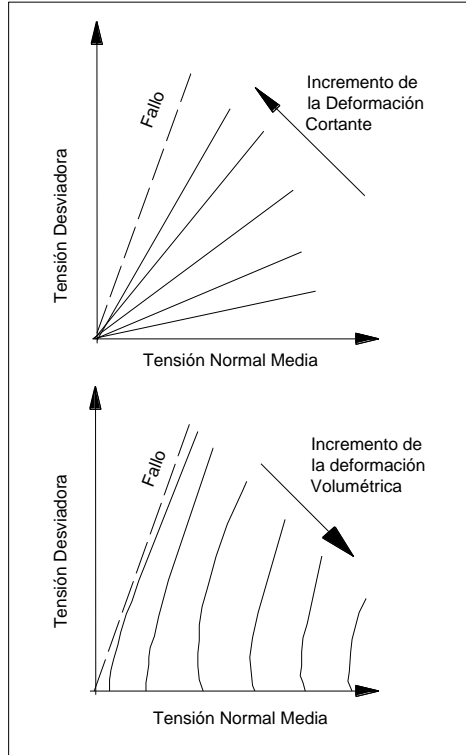 Incremento de
la Deformación
Cortante
Fallo
Tensión Desviadora
Tensión Normal Media
Incremento de
la deformación
Volumétrica
Fallo
Tensión Desviadora
Tensión Normal Media